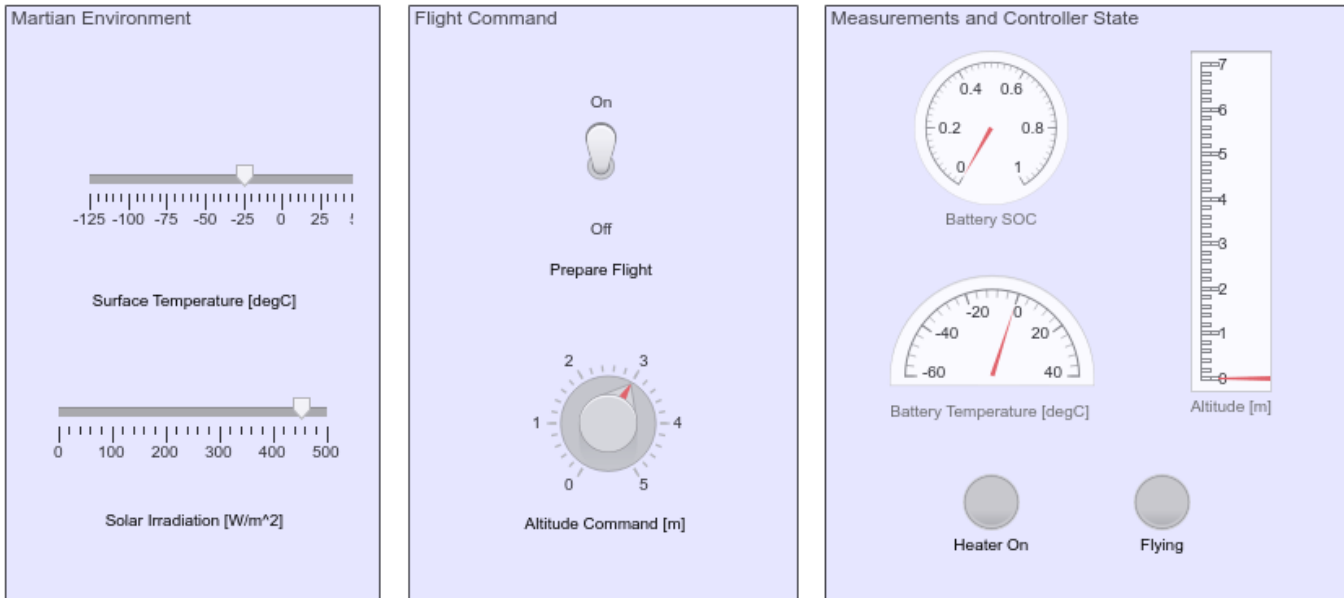 Martian Environment
-125 -100 -75 -50 -25 0 25
Surface Temperature [degC]
0 100 200 300 400 500
Solar Irradiation [W/m^2]
Flight Command
On
Off
Prepare Flight
0 1 2 3 4 5
Altitude Command [m]
Measurements and Controller State
0 0.2 0.4 0.6 0.8 1
Battery SOC
-60 -40 -20 0 20 40
Battery Temperature [degC]
7
6
5
4
3
2
1
0
Altitude [m]
Heater On
Flying